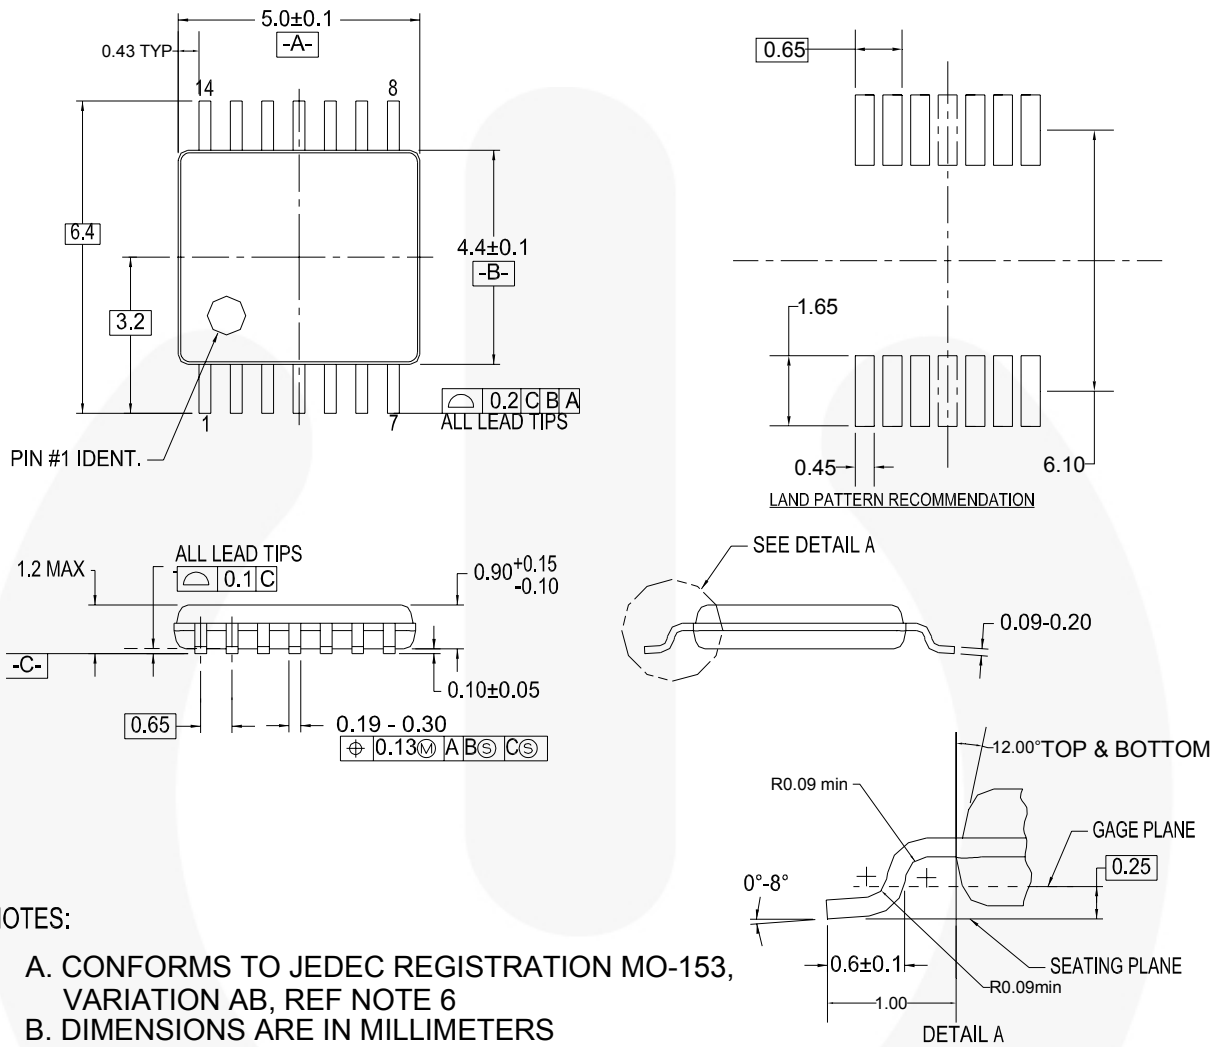 5.0±0.1
-A-
0.43 TYP
14
8
6.4
4.4±0.1
-B-
3.2
0.2 C B A
ALL LEAD TIPS
1
7
PIN #1 IDENT.
0.65
1.65
0.45
6.10
LAND PATTERN RECOMMENDATION
ALL LEAD TIPS
0.1 C
1.2 MAX
0.90+0.15
-0.10
-C-
0.10±0.05
0.65
0.19 - 0.30
⌖ 0.13Ⓜ A BⓈ CⓈ
SEE DETAIL A
0.09-0.20
12.00° TOP & BOTTOM
R0.09 min
GAGE PLANE
0.25
0°-8°
0.6±0.1
SEATING PLANE
R0.09min
1.00
DETAIL A
NOTES:
A. CONFORMS TO JEDEC REGISTRATION MO-153,
VARIATION AB, REF NOTE 6
B. DIMENSIONS ARE IN MILLIMETERS